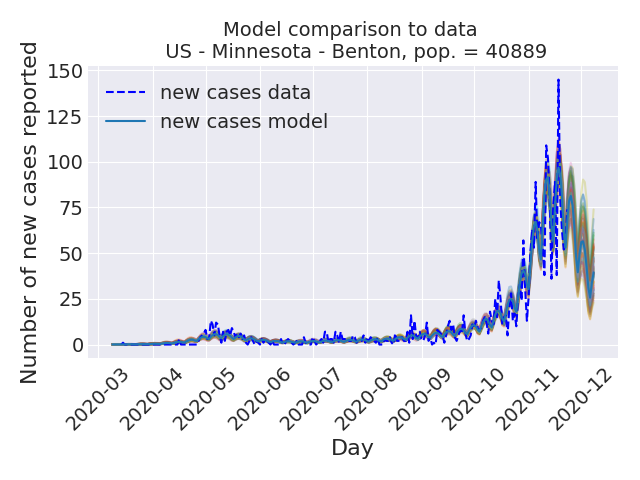 Model comparison to data
US - Minnesota - Benton, pop. = 40889
Number of new cases reported
150
125
100
75
50
25
0
new cases data
new cases model
2020-03
2020-04
2020-05
2020-06
2020-07
2020-08
2020-09
2020-10
2020-11
2020-12
Day